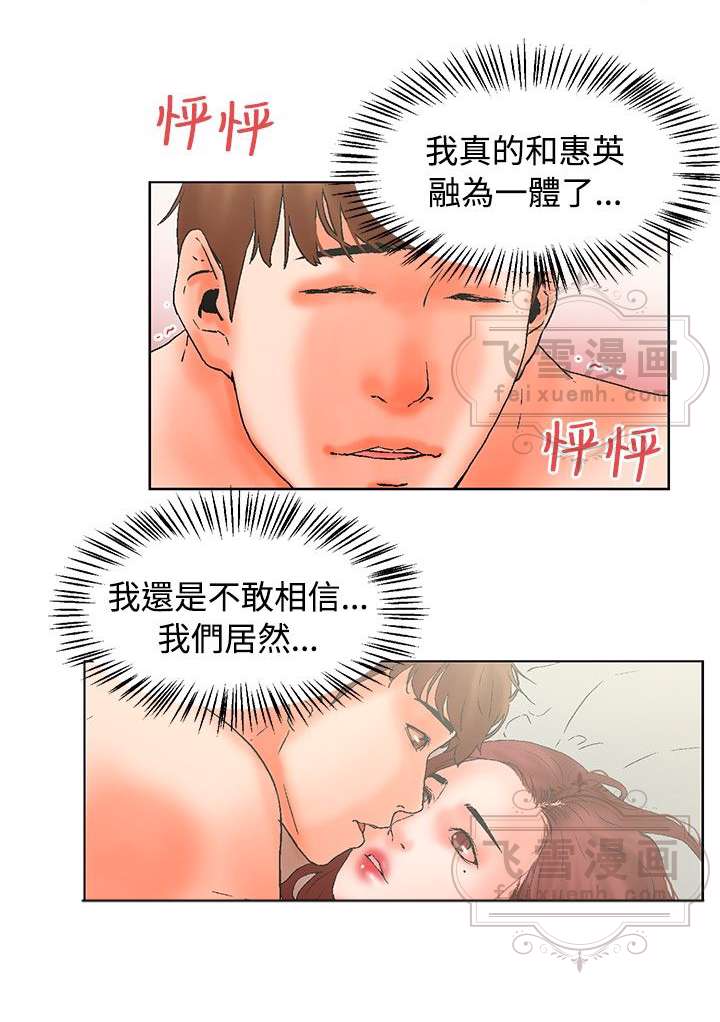 怦怦
我真的和惠英
融為一體了...
飞雪漫画
feixuemh.com
怦怦
我還是不敢相信...
我們居然...
飞雪漫画
feixuemh.com